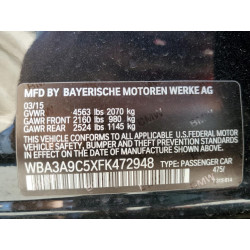 MFD BY BAYERISCHE MOTOREN WERKE AG
03/15
GVWR 4563 lbs 2070 kg
GAWR FRONT 2160 lbs 980 kg
GAWR REAR 2524 lbs 1145 kg
THIS VEHICLE CONFORMS TO ALL APPLICABLE
U.S. FEDERAL MOTOR VEHICLE SAFETY,
BUMPER, AND THEFT PREVENTION
STANDARDS IN EFFECT ON THE DATE OF
MANUFACTURE SHOWN ABOVE.
WBA3A9C5XFK472948 TYPE: PASSENGER CAR
475/